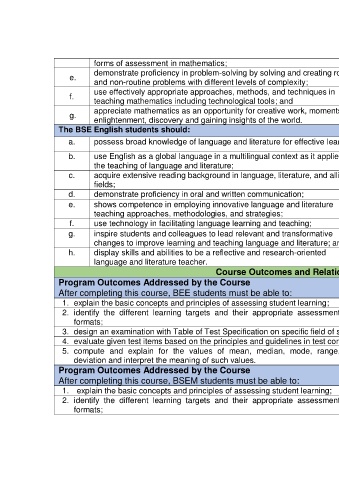 forms of assessment in mathematics;
e. demonstrate proficiency in problem-solving by solving and creating
and non-routine problems with different levels of complexity;
f. use effectively appropriate approaches, methods, and techniques in
teaching mathematics including technological tools; and
g. appreciate mathematics as an opportunity for creative work,
enlightenment, discovery and gaining insights of the world.
The BSE English students should:
a. possess broad knowledge of language and literature for effective
b. use English as a global language in a multilingual context as it
the teaching of language and literature;
c. acquire extensive reading background in language, literature, and
fields;
d. demonstrate proficiency in oral and written communication;
e. shows competence in employing innovative language and literature
teaching approaches, methodologies, and strategies;
f. use technology in facilitating language learning and teaching;
g. inspire students and colleagues to lead relevant and transformative
changes to improve learning and teaching language and literature;
h. display skills and abilities to be a reflective and research-oriented
language and literature teacher.
Course Outcomes and
Program Outcomes Addressed by the Course
After completing this course, BEE students must be able to:
1. explain the basic concepts and principles of assessing student learning;
2. identify the different learning targets and their appropriate assessment
formats;
3. design an examination with Table of Test Specification on specific field of
4. evaluate given test items based on the principles and guidelines in test
5. compute and explain for the values of mean, median, mode, range,
deviation and interpret the meaning of such values.
Program Outcomes Addressed by the Course
After completing this course, BSEM students must be able to:
1. explain the basic concepts and principles of assessing student learning;
2. identify the different learning targets and their appropriate assessment
formats;